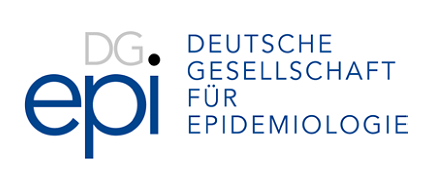 DG.
epi
DEUTSCHE
GESELLSCHAFT
FÜR
EPIDEMIOLOGIE